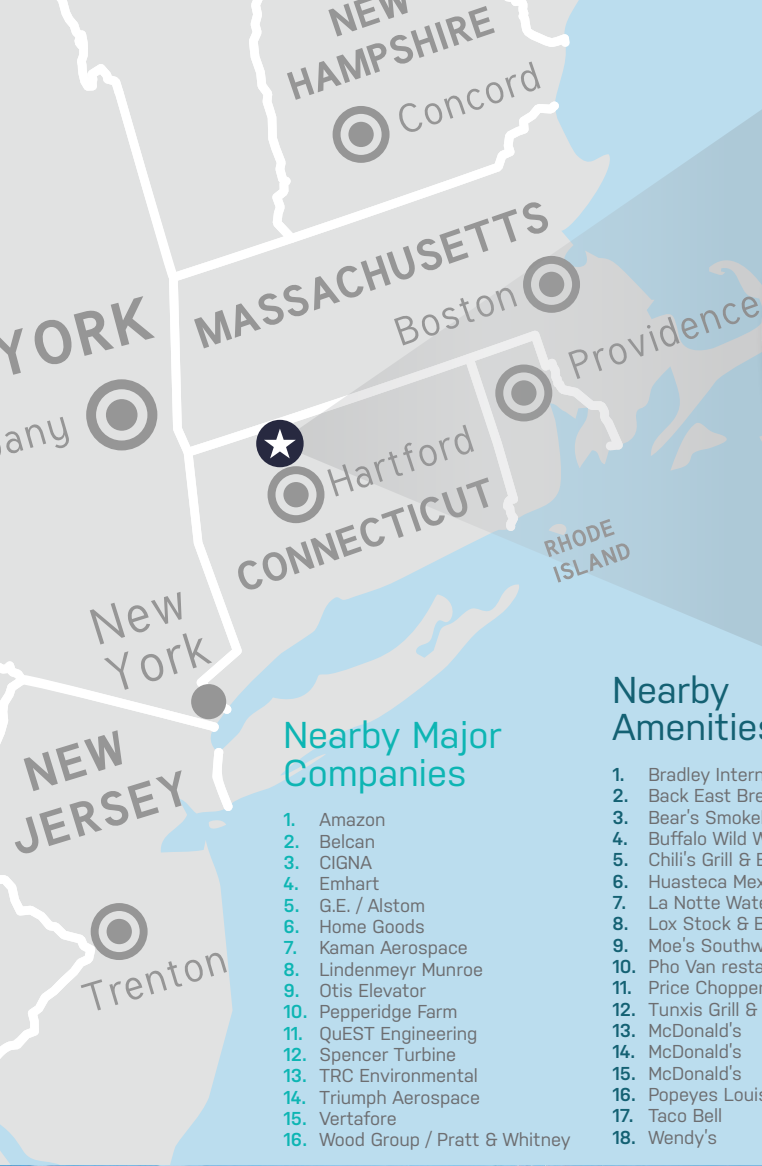 NEW
HAMPSHIRE
Concord
MASSACHUSETTS
Boston
YORK
Providence
Hartford
CONNECTICUT
RHODE
ISLAND
New
York
NEW
JERSEY
Trenton
Nearby Major
Companies
1. Amazon
2. Belcan
3. CIGNA
4. Emhart
5. G.E. / Alstom
6. Home Goods
7. Kaman Aerospace
8. Lindenmeyr Munroe
9. Otis Elevator
10. Pepperidge Farm
11. QuEST Engineering
12. Spencer Turbine
13. TRC Environmental
14. Triumph Aerospace
15. Vertafore
16. Wood Group / Pratt & Whitney
Nearby
Amenities
1. Bradley
2. Back East
3. Bear's
4. Buffalo Wild
5. Chili's Grill &
6. Huasteca
7. La Notte
8. Lox Stock &
9. Moe's
10. Pho Van
11. Price Chopper
12. Tunxis Grill &
13. McDonald's
14. McDonald's
15. McDonald's
16. Popeyes
17. Taco Bell
18. Wendy's